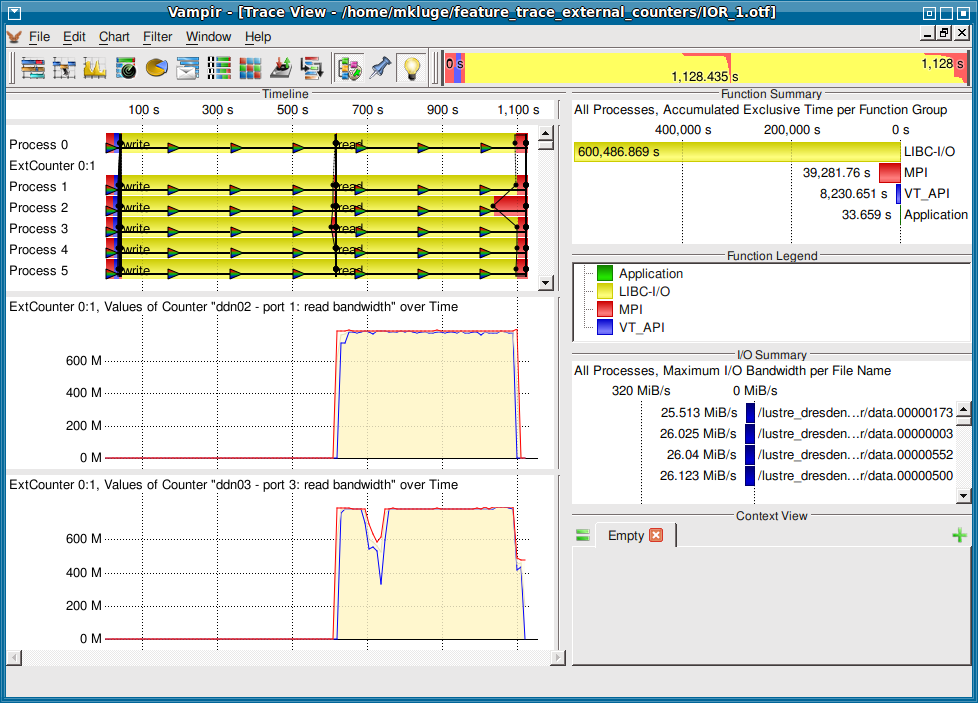 Vampir - [Trace View - /home/mkluge/feature_trace_external_counters/IOR_1.otf]
File Edit Chart Filter Window Help
0 s 1,128.435 s 1,128 s
Timeline
100 s 300 s 500 s 700 s 900 s 1,100 s
Process 0 write read
ExtCounter 0:1
Process 1 write read
Process 2 write read
Process 3 write read
Process 4 write read
Process 5 write read
ExtCounter 0:1, Values of Counter "ddn02 - port 1: read bandwidth" over Time
600 M
400 M
200 M
0 M
ExtCounter 0:1, Values of Counter "ddn03 - port 3: read bandwidth" over Time
600 M
400 M
200 M
0 M
Function Summary
All Processes, Accumulated Exclusive Time per Function Group
400,000 s 200,000 s 0 s
600,486.869 s LIBC-I/O
39,281.76 s MPI
8,230.651 s VT_API
33.659 s Application
Function Legend
Application
LIBC-I/O
MPI
VT_API
I/O Summary
All Processes, Maximum I/O Bandwidth per File Name
320 MiB/s 0 MiB/s
25.513 MiB/s /lustre_dresden...r/data.00000173
26.025 MiB/s /lustre_dresden...r/data.00000003
26.04 MiB/s /lustre_dresden...r/data.00000552
26.123 MiB/s /lustre_dresden...r/data.00000500
Context View
Empty